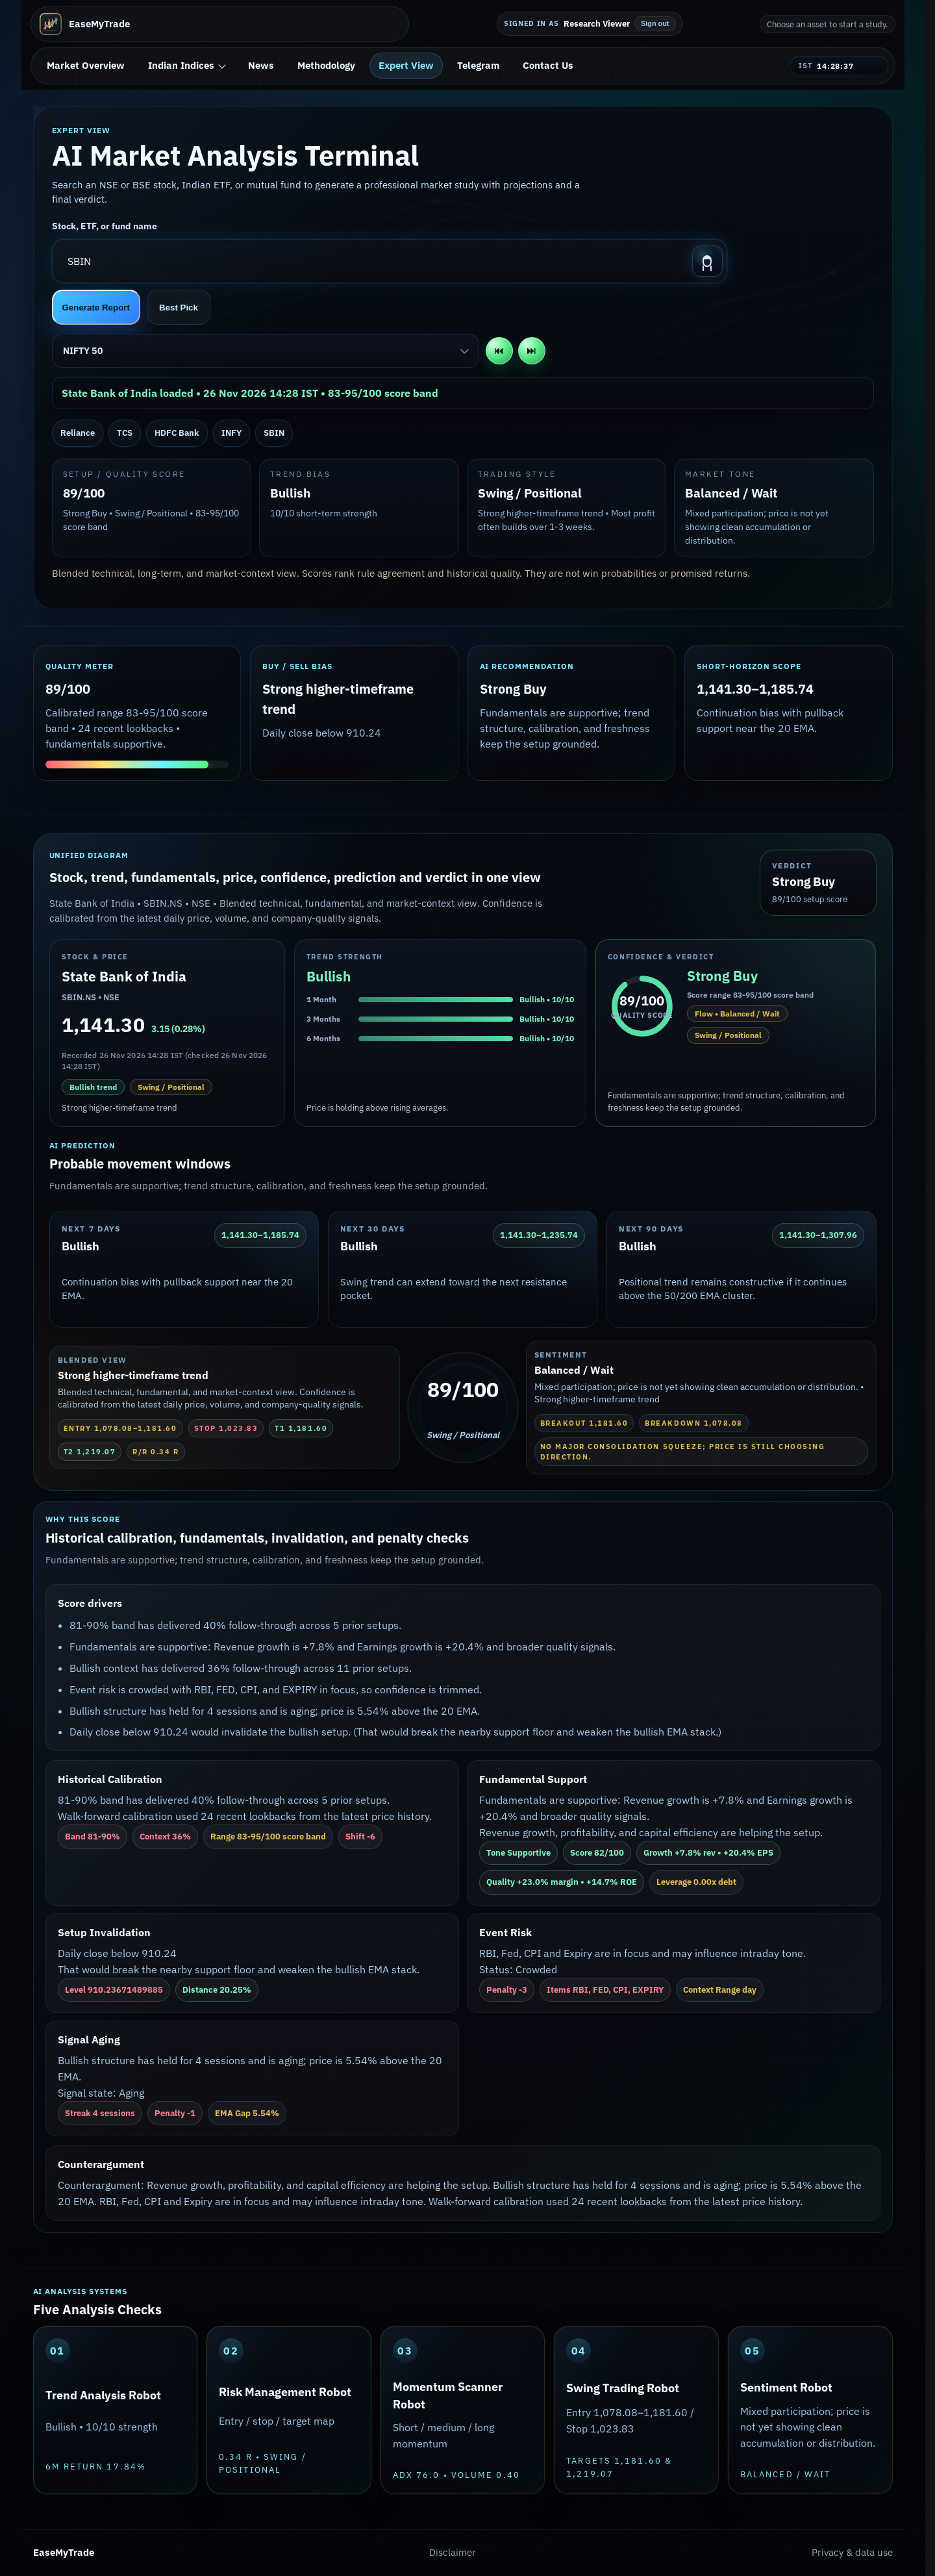 EaseMyTrade
SIGNED IN AS Research Viewer Sign out
Choose an asset to start a study.
Market Overview Indian Indices News Methodology Expert View Telegram Contact Us
IST 14:28:37
EXPERT VIEW
AI Market Analysis Terminal
Search an NSE or BSE stock, Indian ETF, or mutual fund to generate a professional market study with projections and a
final verdict.
Stock, ETF, or fund name
SBIN
Generate Report Best Pick
NIFTY 50
State Bank of India loaded • 26 Nov 2026 14:28 IST • 83-95/100 score band
Reliance TCS HDFC Bank INFY SBIN
SETUP / QUALITY SCORE
89/100
Strong Buy • Swing / Positional • 83-95/100
score band
TREND BIAS
Bullish
10/10 short-term strength
TRADING STYLE
Swing / Positional
Strong higher-timeframe trend • Most profit
often builds over 1-3 weeks.
MARKET TONE
Balanced / Wait
Mixed participation; price is not yet
showing clean accumulation or
distribution.
Blended technical, long-term, and market-context view. Scores rank rule agreement and historical quality. They are not win probabilities or promised returns.
QUALITY METER
89/100
Calibrated range 83-95/100 score
band • 24 recent lookbacks •
fundamentals supportive.
BUY / SELL BIAS
Strong higher-timeframe
trend
Daily close below 910.24
AI RECOMMENDATION
Strong Buy
Fundamentals are supportive; trend
structure, calibration, and freshness
keep the setup grounded.
SHORT-HORIZON SCOPE
1,141.30–1,185.74
Continuation bias with pullback
support near the 20 EMA.
UNIFIED DIAGRAM
Stock, trend, fundamentals, price, confidence, prediction and verdict in one view
State Bank of India • SBIN.NS • NSE • Blended technical, fundamental, and market-context view. Confidence is
calibrated from the latest daily price, volume, and company-quality signals.
VERDICT
Strong Buy
89/100 setup score
STOCK & PRICE
State Bank of India
SBIN.NS • NSE
1,141.30 3.15 (0.28%)
Recorded 26 Nov 2026 14:28 IST (checked 26 Nov 2026
14:28 IST)
Bullish trend Swing / Positional
Strong higher-timeframe trend
TREND STRENGTH
Bullish
1 Month Bullish • 10/10
3 Months Bullish • 10/10
6 Months Bullish • 10/10
Price is holding above rising averages.
CONFIDENCE & VERDICT
89/100
QUALITY SCORE
Strong Buy
Score range 83-95/100 score band
Flow • Balanced / Wait
Swing / Positional
Fundamentals are supportive; trend structure, calibration, and
freshness keep the setup grounded.
AI PREDICTION
Probable movement windows
Fundamentals are supportive; trend structure, calibration, and freshness keep the setup grounded.
NEXT 7 DAYS
Bullish
1,141.30–1,185.74
Continuation bias with pullback support near the 20
EMA.
NEXT 30 DAYS
Bullish
1,141.30–1,235.74
Swing trend can extend toward the next resistance
pocket.
NEXT 90 DAYS
Bullish
1,141.30–1,307.96
Positional trend remains constructive if it continues
above the 50/200 EMA cluster.
BLENDED VIEW
Strong higher-timeframe trend
Blended technical, fundamental, and market-context view. Confidence is
calibrated from the latest daily price, volume, and company-quality signals.
ENTRY 1,078.08–1,181.60 STOP 1,023.83 T1 1,181.60
T2 1,219.07 R/R 0.34 R
89/100
Swing / Positional
SENTIMENT
Balanced / Wait
Mixed participation; price is not yet showing clean accumulation or distribution. •
Strong higher-timeframe trend
BREAKOUT 1,181.60 BREAKDOWN 1,078.08
NO MAJOR CONSOLIDATION SQUEEZE; PRICE IS STILL CHOOSING
DIRECTION.
WHY THIS SCORE
Historical calibration, fundamentals, invalidation, and penalty checks
Fundamentals are supportive; trend structure, calibration, and freshness keep the setup grounded.
Score drivers
• 81-90% band has delivered 40% follow-through across 5 prior setups.
• Fundamentals are supportive: Revenue growth is +7.8% and Earnings growth is +20.4% and broader quality signals.
• Bullish context has delivered 36% follow-through across 11 prior setups.
• Event risk is crowded with RBI, FED, CPI, and EXPIRY in focus, so confidence is trimmed.
• Bullish structure has held for 4 sessions and is aging; price is 5.54% above the 20 EMA.
• Daily close below 910.24 would invalidate the bullish setup. (That would break the nearby support floor and weaken the bullish EMA stack.)
Historical Calibration
81-90% band has delivered 40% follow-through across 5 prior setups.
Walk-forward calibration used 24 recent lookbacks from the latest price history.
Band 81-90% Context 36% Range 83-95/100 score band Shift -6
Fundamental Support
Fundamentals are supportive: Revenue growth is +7.8% and Earnings growth is
+20.4% and broader quality signals.
Revenue growth, profitability, and capital efficiency are helping the setup.
Tone Supportive Score 82/100 Growth +7.8% rev • +20.4% EPS
Quality +23.0% margin • +14.7% ROE Leverage 0.00x debt
Setup Invalidation
Daily close below 910.24
That would break the nearby support floor and weaken the bullish EMA stack.
Level 910.23671489885 Distance 20.25%
Event Risk
RBI, Fed, CPI and Expiry are in focus and may influence intraday tone.
Status: Crowded
Penalty -3 Items RBI, FED, CPI, EXPIRY Context Range day
Signal Aging
Bullish structure has held for 4 sessions and is aging; price is 5.54% above the 20
EMA.
Signal state: Aging
Streak 4 sessions Penalty -1 EMA Gap 5.54%
Counterargument
Counterargument: Revenue growth, profitability, and capital efficiency are helping the setup. Bullish structure has held for 4 sessions and is aging; price is 5.54% above the
20 EMA. RBI, Fed, CPI and Expiry are in focus and may influence intraday tone. Walk-forward calibration used 24 recent lookbacks from the latest price history.
AI ANALYSIS SYSTEMS
Five Analysis Checks
01
Trend Analysis Robot
Bullish • 10/10 strength
6M RETURN 17.84%
02
Risk Management Robot
Entry / stop / target map
0.34 R • SWING /
POSITIONAL
03
Momentum Scanner
Robot
Short / medium / long
momentum
ADX 76.0 • VOLUME 0.40
04
Swing Trading Robot
Entry 1,078.08–1,181.60 /
Stop 1,023.83
TARGETS 1,181.60 &
1,219.07
05
Sentiment Robot
Mixed participation; price is
not yet showing clean
accumulation or distribution.
BALANCED / WAIT
EaseMyTrade Disclaimer Privacy & data use